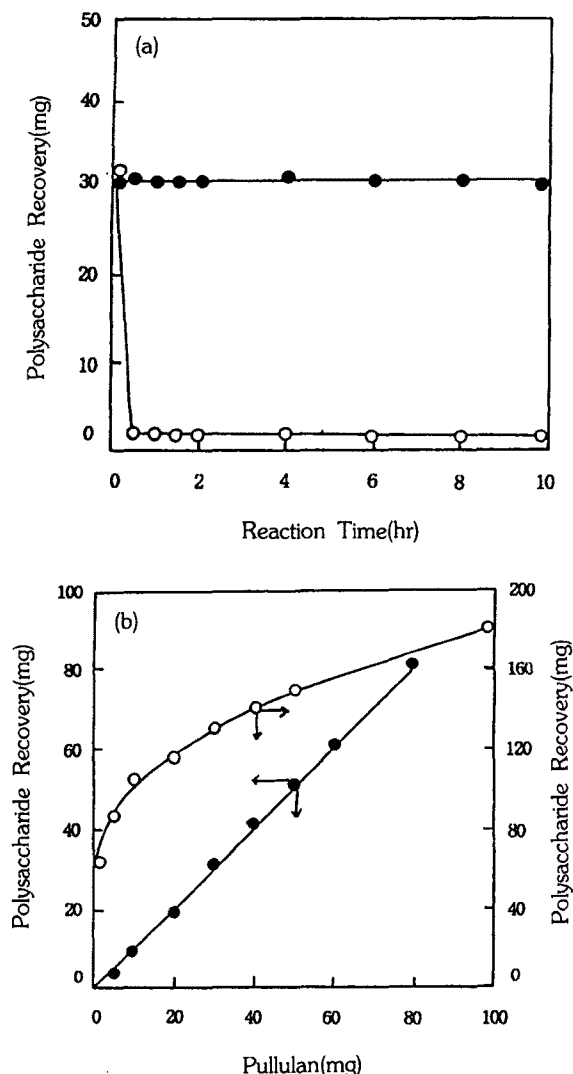 (a)
50
40
30
20
10
0
Polysaccharide Recovery(mg)
0 2 4 6 8 10
Reaction Time(hr)
(b)
100
80
60
40
20
0
Polysaccharide Recovery(mg)
200
160
120
80
40
0
Polysaccharide Recovery(mg)
0 20 40 60 80 100
Pullulan(mg)